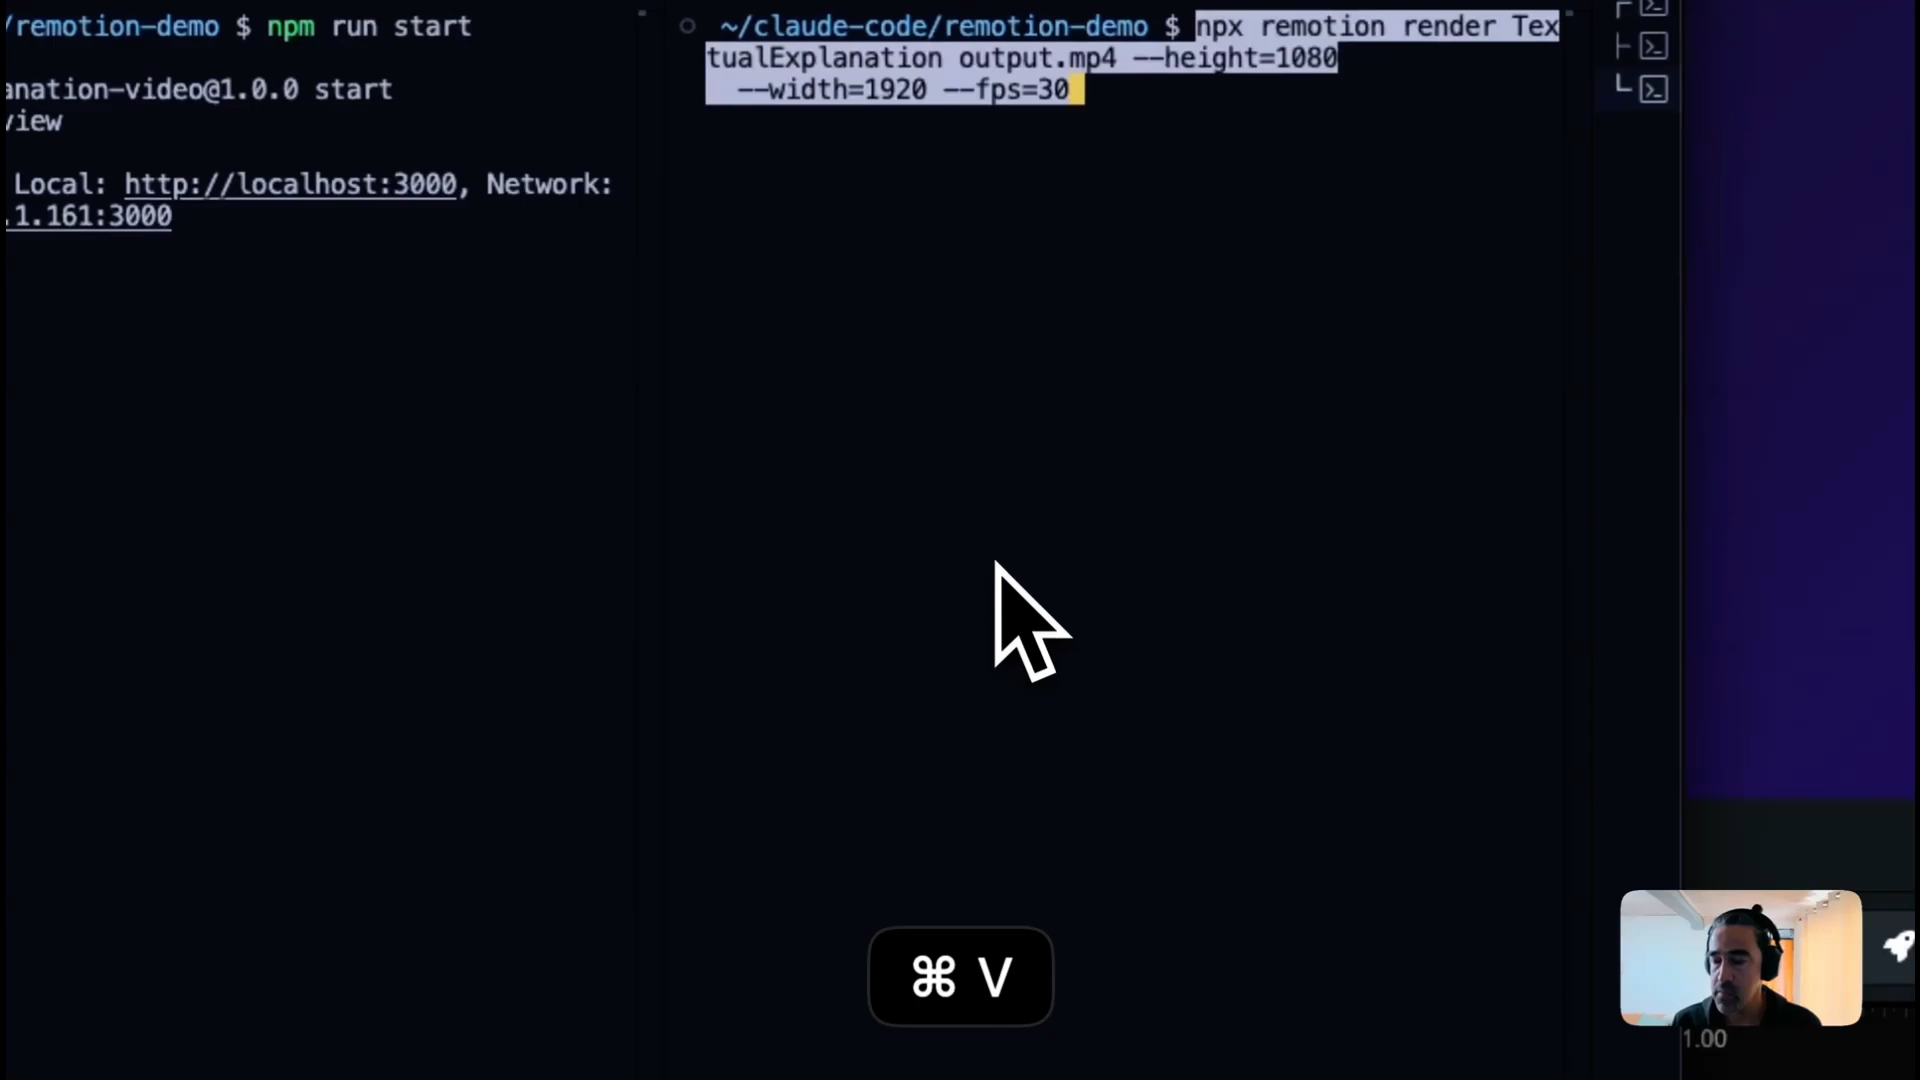 /remotion-demo $ npm run start
anation-video@1.0.0 start
view
Local: http://localhost:3000, Network:
.1.161:3000
~/claude-code/remotion-demo $ npx remotion render Tex
tualExplanation output.mp4 --height=1080
--width=1920 --fps=30
⌘ V
1.00